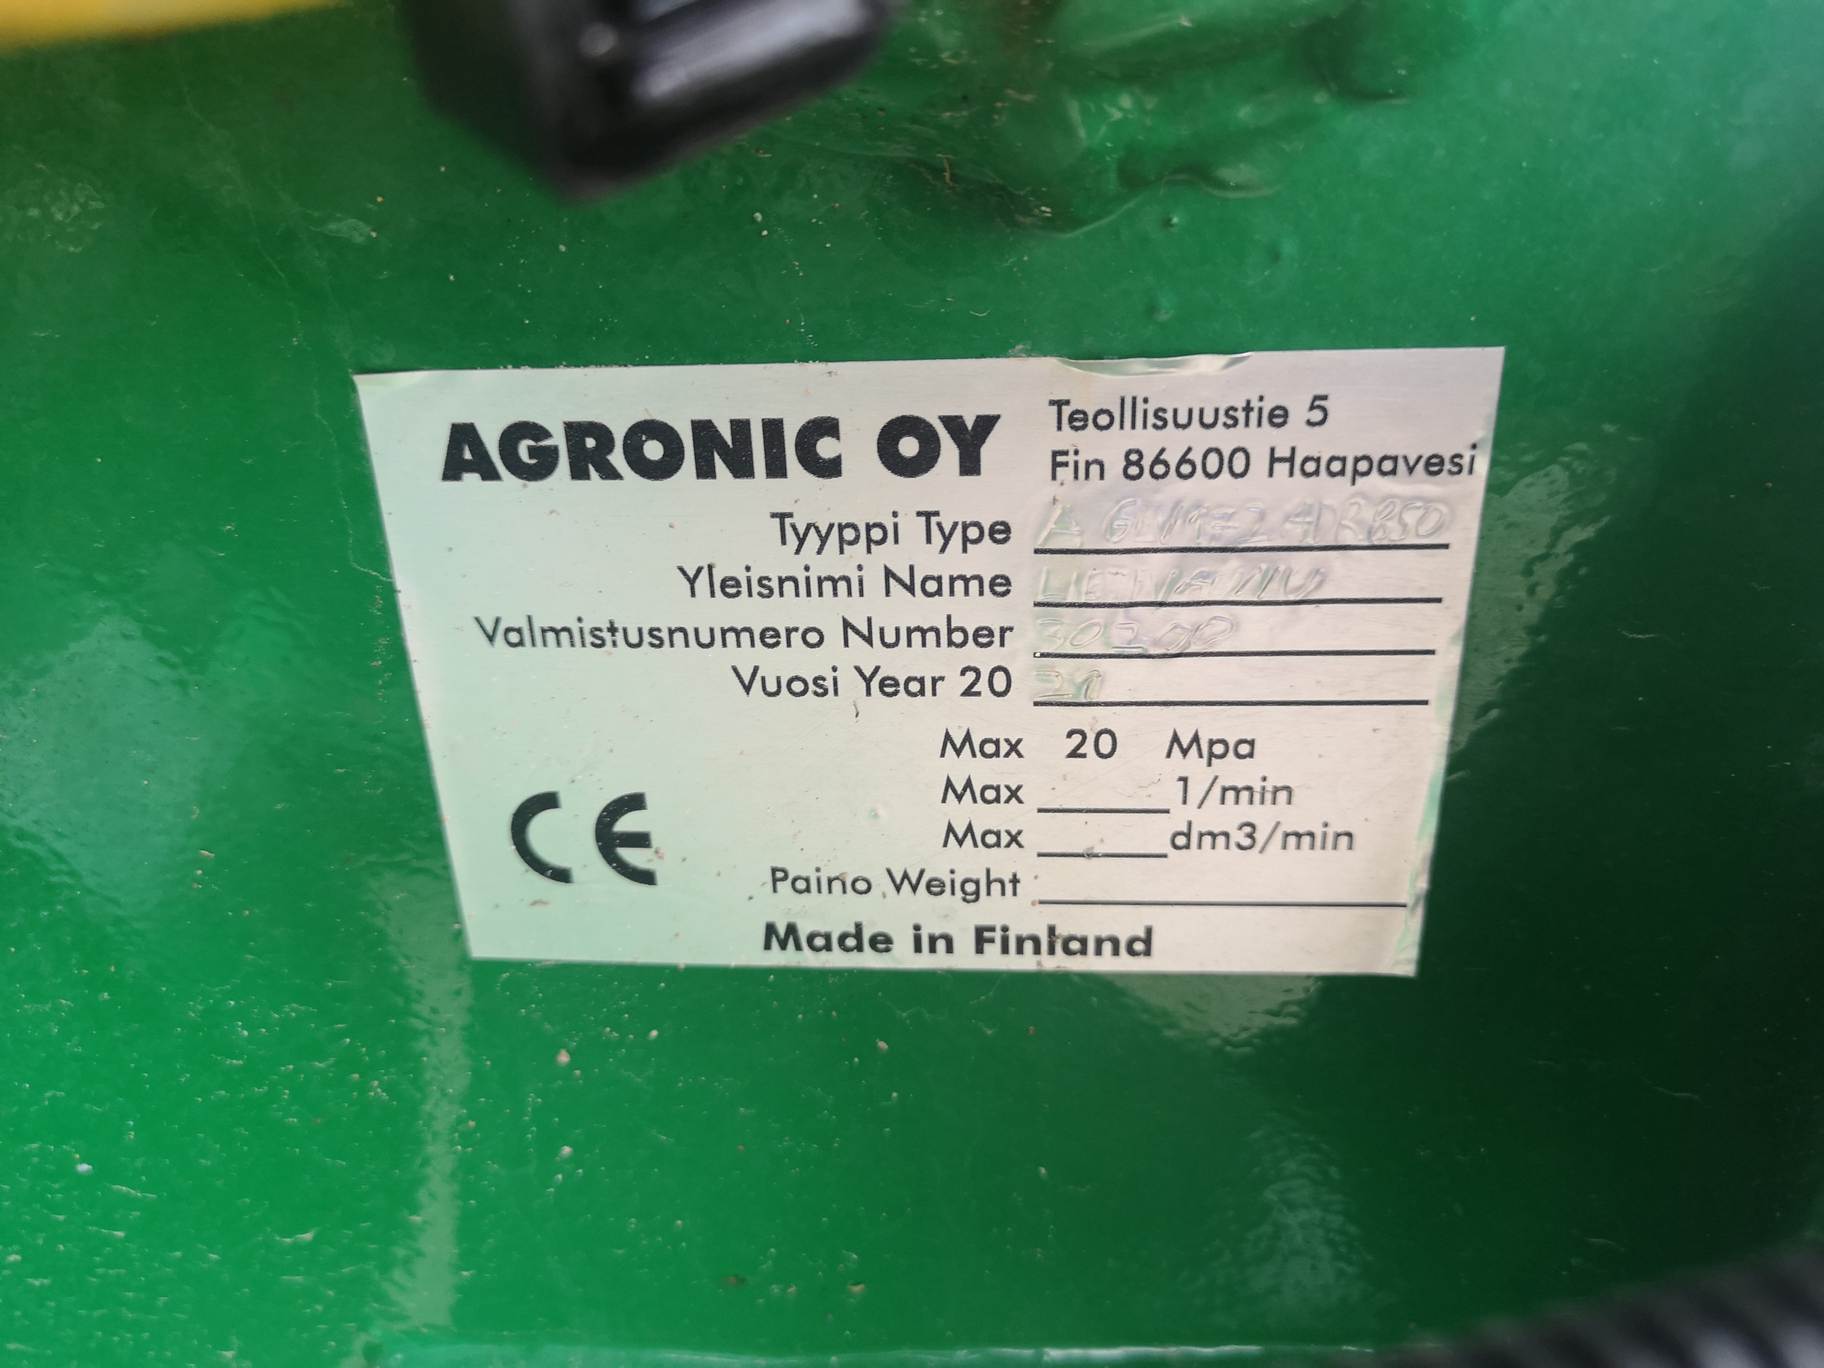 AGRONIC OY
Teollisuustie 5
Fin 86600 Haapavesi
Tyyppi Type
Yleisnimi Name
Valmistusnumero Number
Vuosi Year 20 21
Max 20 Mpa
Max 1/min
Max dm3/min
Paino Weight
CE
Made in Finland